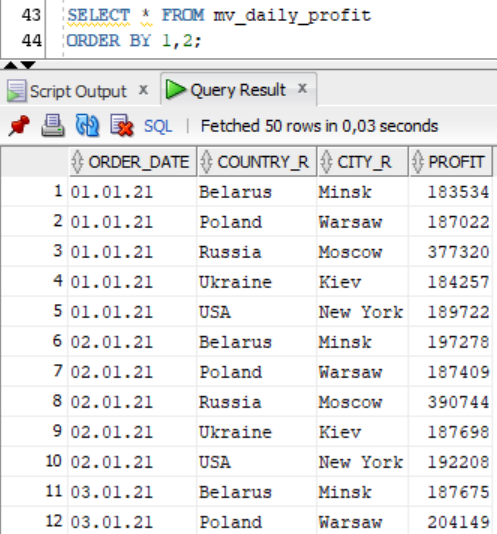 43 SELECT * FROM mv_daily_profit
44 ORDER BY 1,2;
Script Output x Query Result x
SQL | Fetched 50 rows in 0,03 seconds
ORDER_DATE COUNTRY_R CITY_R PROFIT
1 01.01.21 Belarus Minsk 183534
2 01.01.21 Poland Warsaw 187022
3 01.01.21 Russia Moscow 377320
4 01.01.21 Ukraine Kiev 184257
5 01.01.21 USA New York 189722
6 02.01.21 Belarus Minsk 197278
7 02.01.21 Poland Warsaw 187409
8 02.01.21 Russia Moscow 390744
9 02.01.21 Ukraine Kiev 187698
10 02.01.21 USA New York 192208
11 03.01.21 Belarus Minsk 187675
12 03.01.21 Poland Warsaw 204149